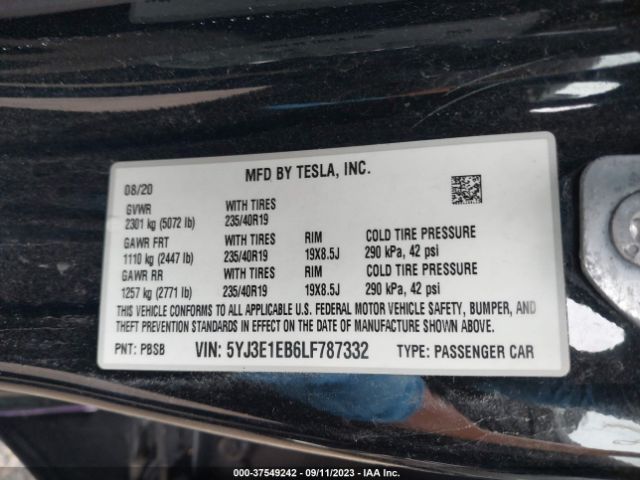 MFD BY TESLA, INC.
08/20
GVWR WITH TIRES
2301 kg (5072 lb) 235/40R19
GAWR FRT WITH TIRES RIM COLD TIRE PRESSURE
1110 kg (2447 lb) 235/40R19 19X8.5J 290 kPa, 42 psi
GAWR RR WITH TIRES RIM COLD TIRE PRESSURE
1257 kg (2771 lb) 235/40R19 19X8.5J 290 kPa, 42 psi
THIS VEHICLE CONFORMS TO ALL APPLICABLE U.S. FEDERAL MOTOR VEHICLE SAFETY, BUMPER, AND
THEFT PREVENTION STANDARDS IN EFFECT ON THE DATE OF MANUFACTURE SHOWN ABOVE.
PNT: PBSB VIN: 5YJ3E1EB6LF787332 TYPE: PASSENGER CAR
000-37549242 - 09/11/2023 - IAA Inc.